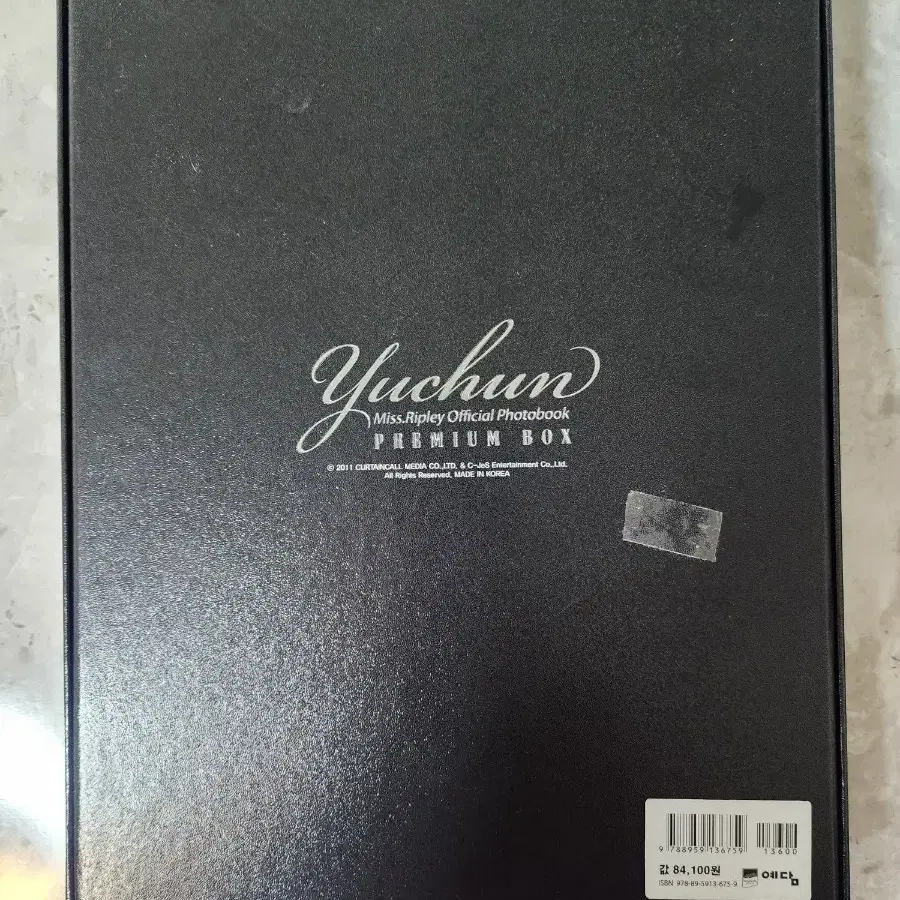 Yuchun
Miss.Ripley Official Photobook
PREMIUM BOX
© 2011 CURTAINCALL MEDIA CO.,LTD. & C-JeS Entertainment Co.,Ltd.
All Rights Reserved. MADE IN KOREA
9 788959 136759
13600
값 84,100원
ISBN 978-89-5913-675-9
예담